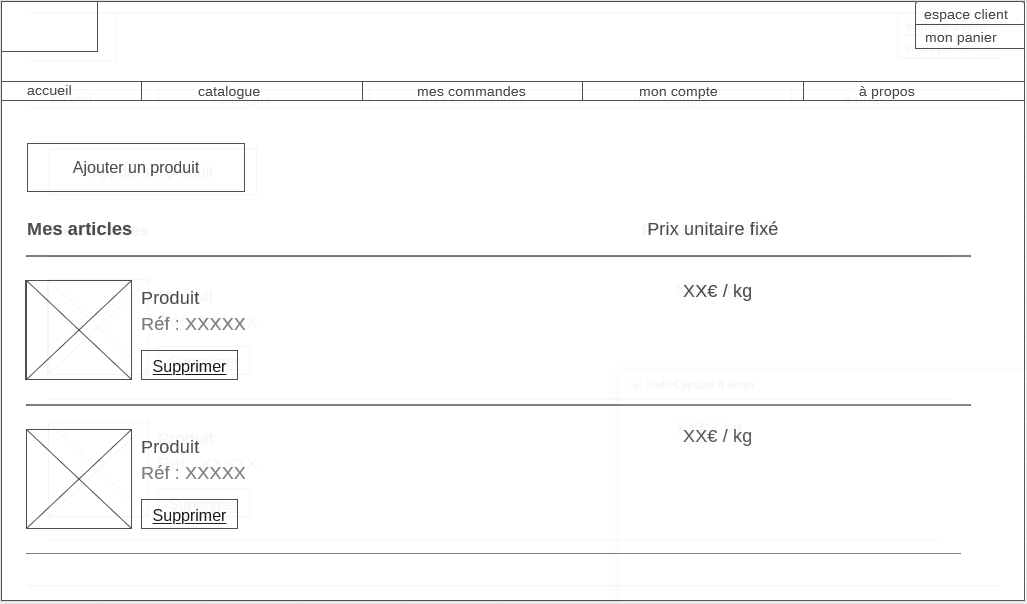 espace client
mon panier
accueil
catalogue
mes commandes
mon compte
à propos
Ajouter un produit
Mes articles
Prix unitaire fixé
Produit
XX€ / kg
Réf : XXXXX
Supprimer
Outil Capture d'écran
Produit
XX€ / kg
Réf : XXXXX
Supprimer